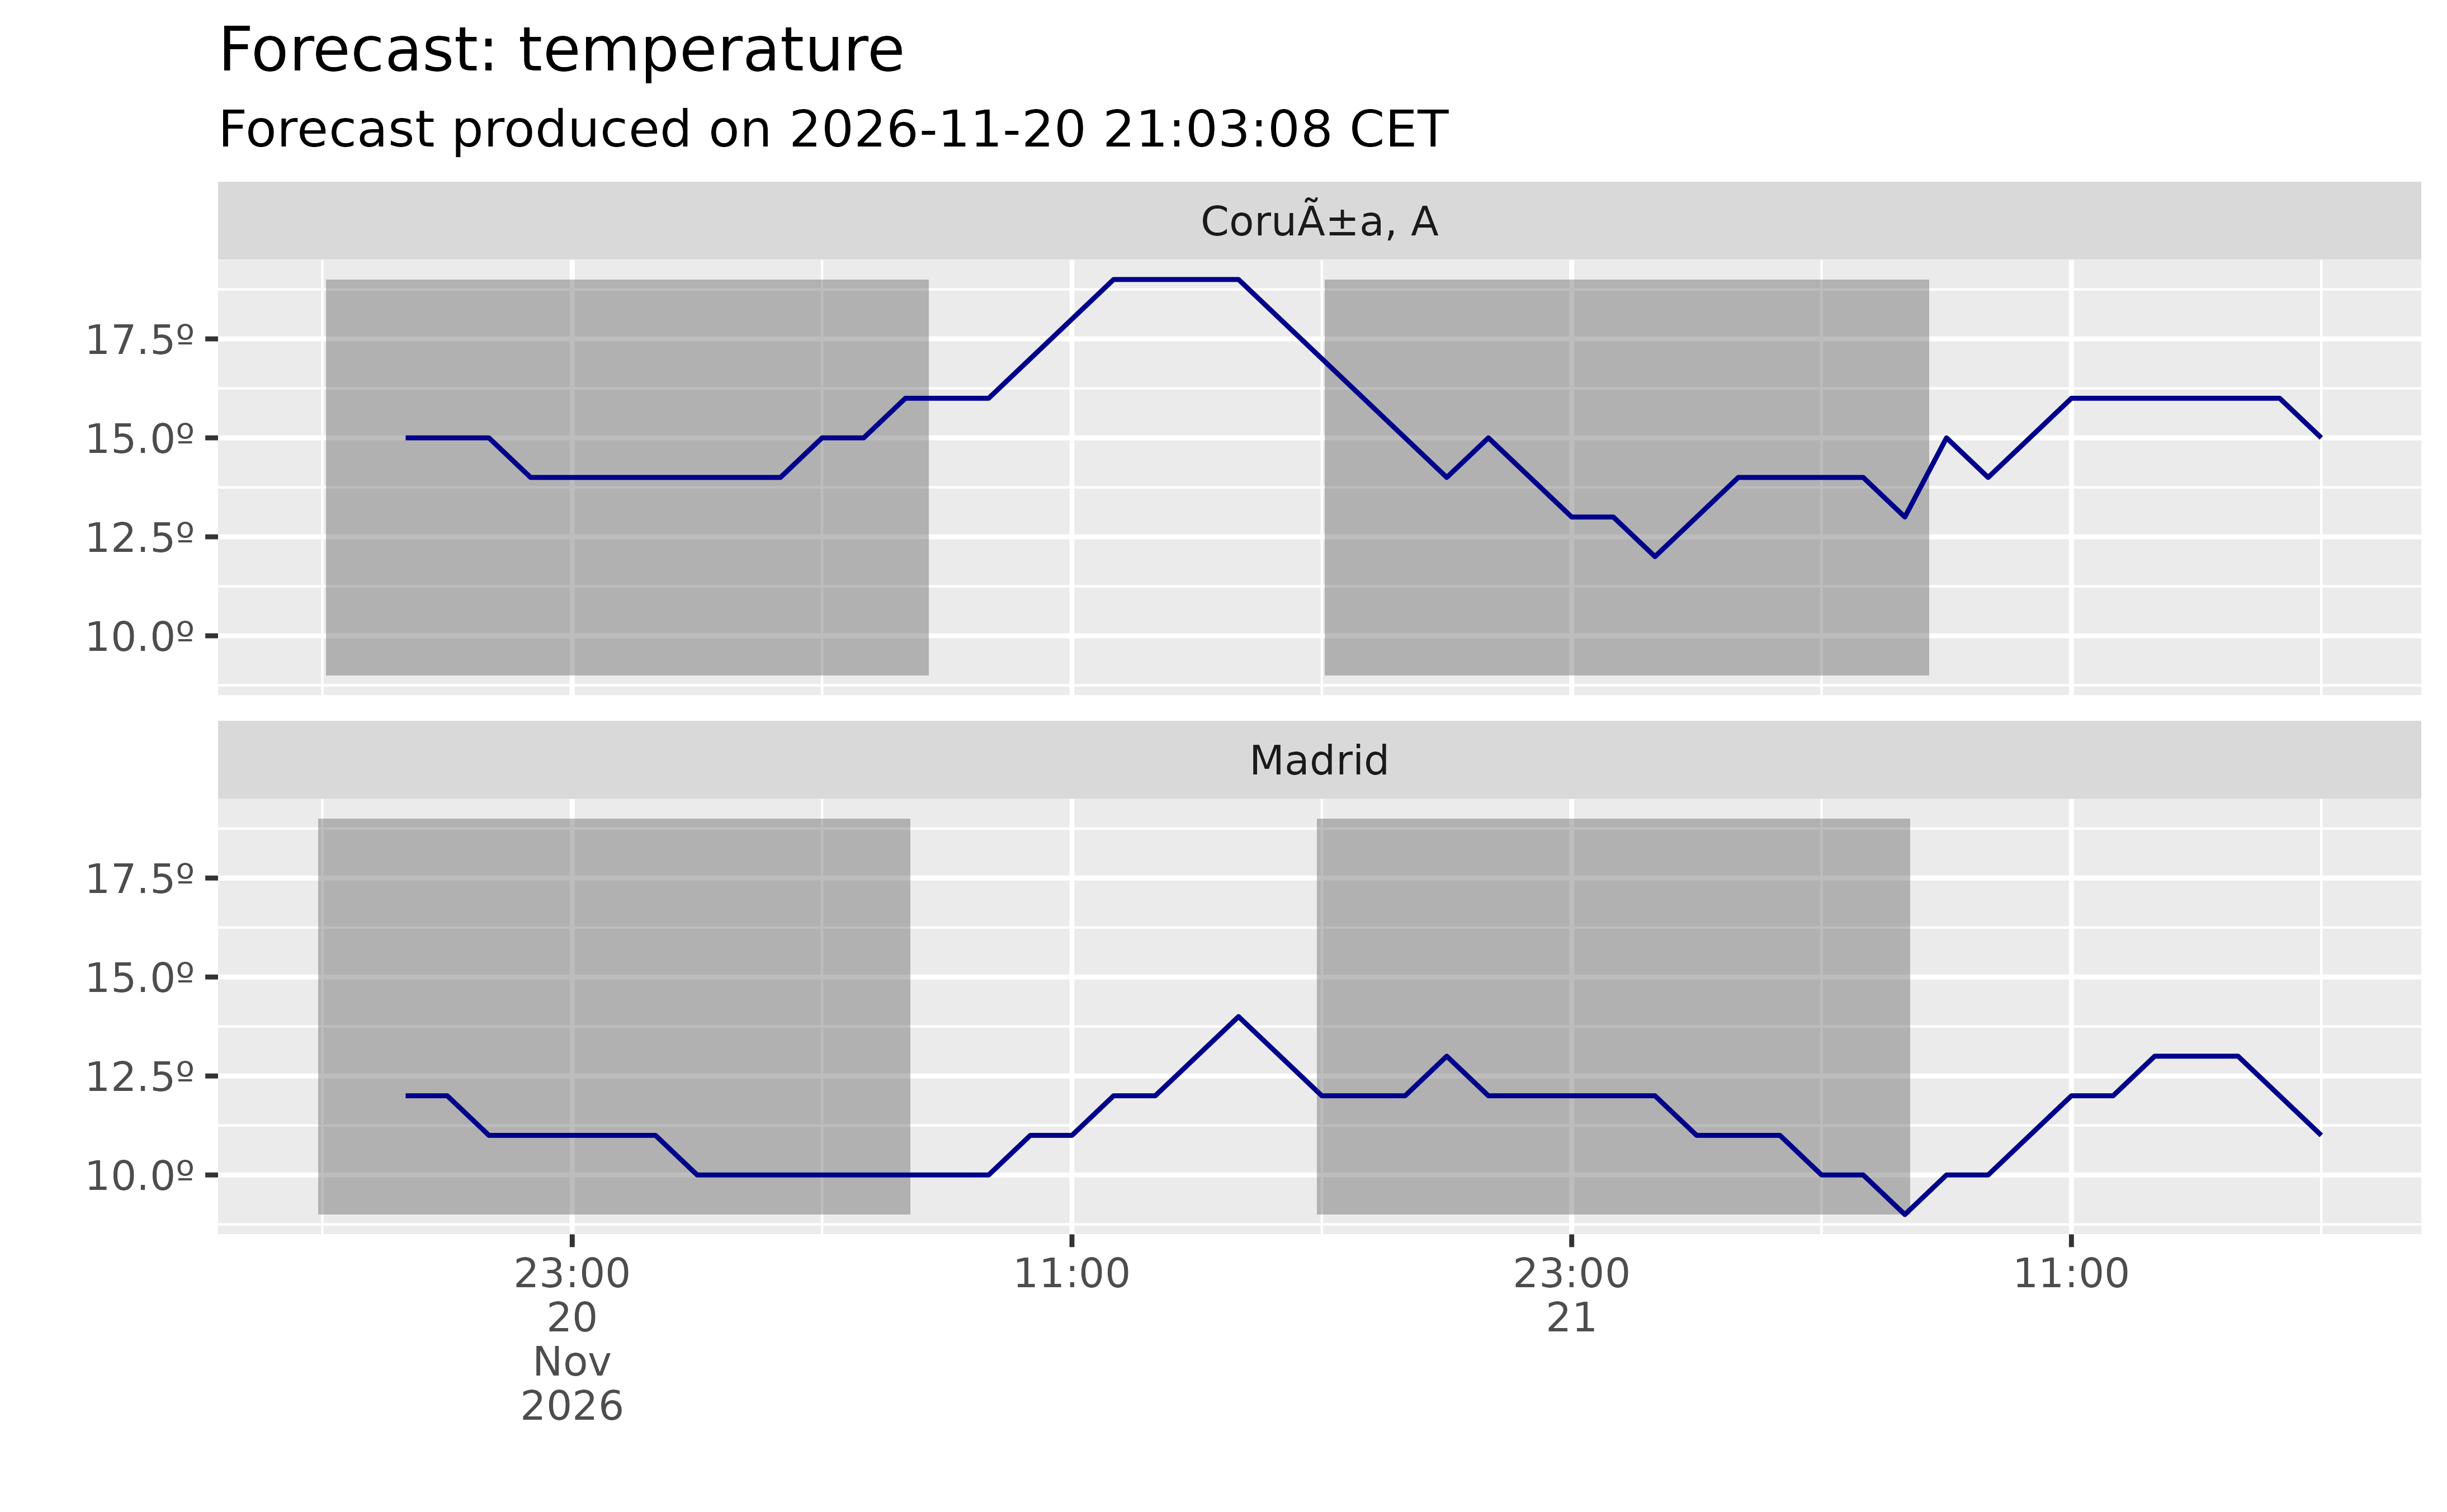 Forecast: temperature
Forecast produced on 2026-11-20 21:03:08 CET
CoruÃ±a, A
17.5º
15.0º
12.5º
10.0º
Madrid
17.5º
15.0º
12.5º
10.0º
23:00 11:00 23:00 11:00
20 21
Nov
2026